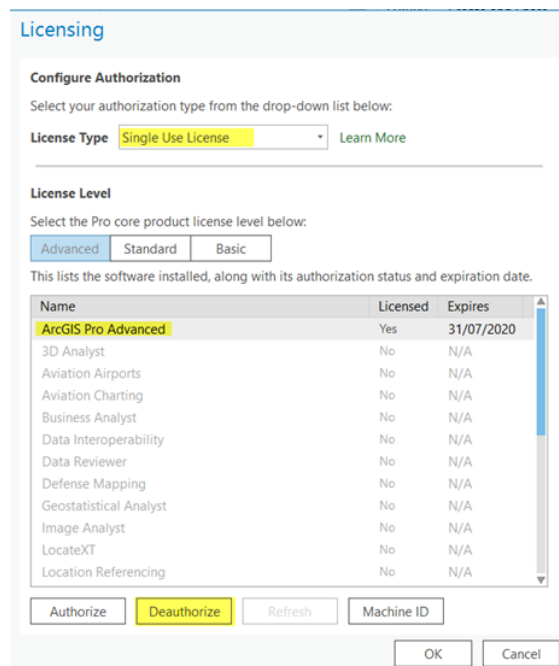 Licensing
Configure Authorization
Select your authorization type from the drop-down list below:
License Type Single Use License Learn More
License Level
Select the Pro core product license level below:
Advanced Standard Basic
This lists the software installed, along with its authorization status and expiration date.
Name Licensed Expires
ArcGIS Pro Advanced Yes 31/07/2020
3D Analyst No N/A
Aviation Airports No N/A
Aviation Charting No N/A
Business Analyst No N/A
Data Interoperability No N/A
Data Reviewer No N/A
Defense Mapping No N/A
Geostatistical Analyst No N/A
Image Analyst No N/A
LocateXT No N/A
Location Referencing No N/A
Authorize Deauthorize Refresh Machine ID
OK Cancel